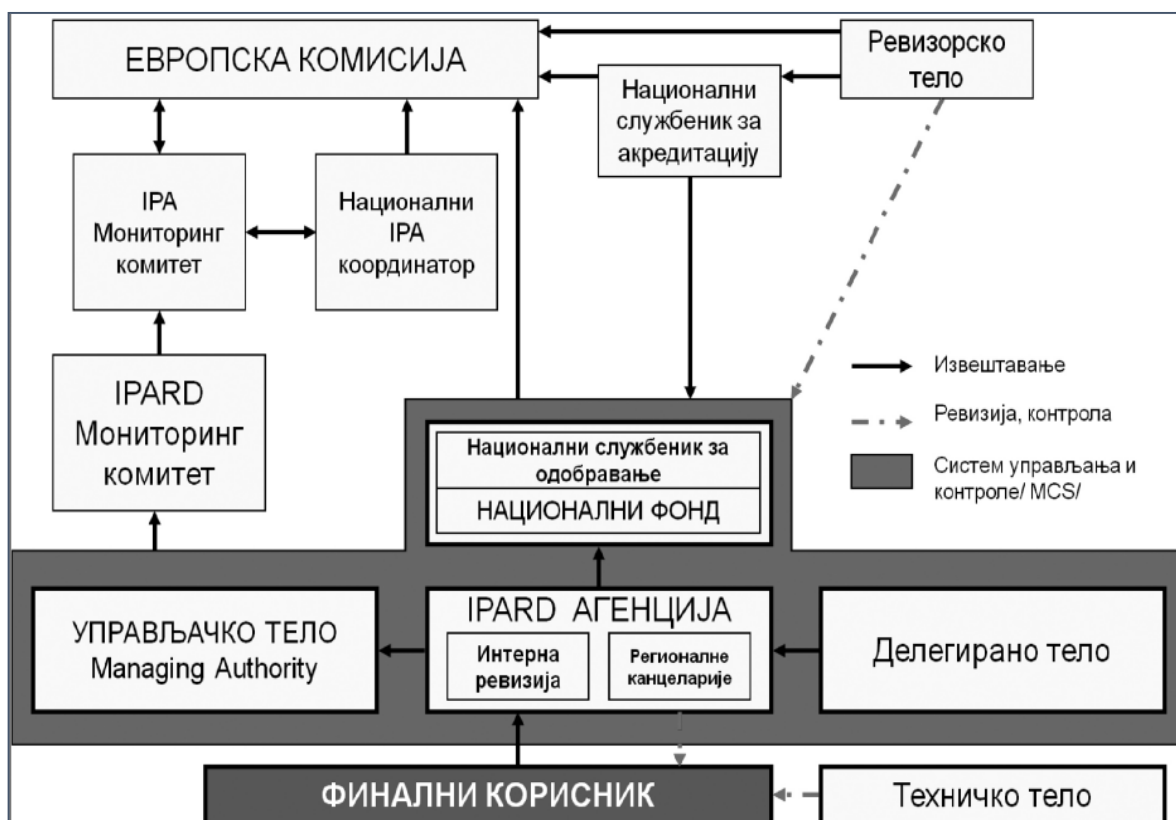 ЕВРОПСКА КОМИСИЈА
Ревизорско
тело
Национални
службеник за
акредитацију
IPA
Мониторинг
комитет
Национални
IPA
координатор
IPARD
Мониторинг
комитет
Извештавање
Ревизија, контрола
Систем управљања и
контроле/ MCS/
Национални службеник за
одобравање
НАЦИОНАЛНИ ФОНД
УПРАВЉАЧКО ТЕЛО
Managing Authority
IPARD АГЕНЦИЈА
Интерна
ревизија
Регионалне
канцеларије
Делегирано тело
ФИНАЛНИ КОРИСНИК
Техничко тело